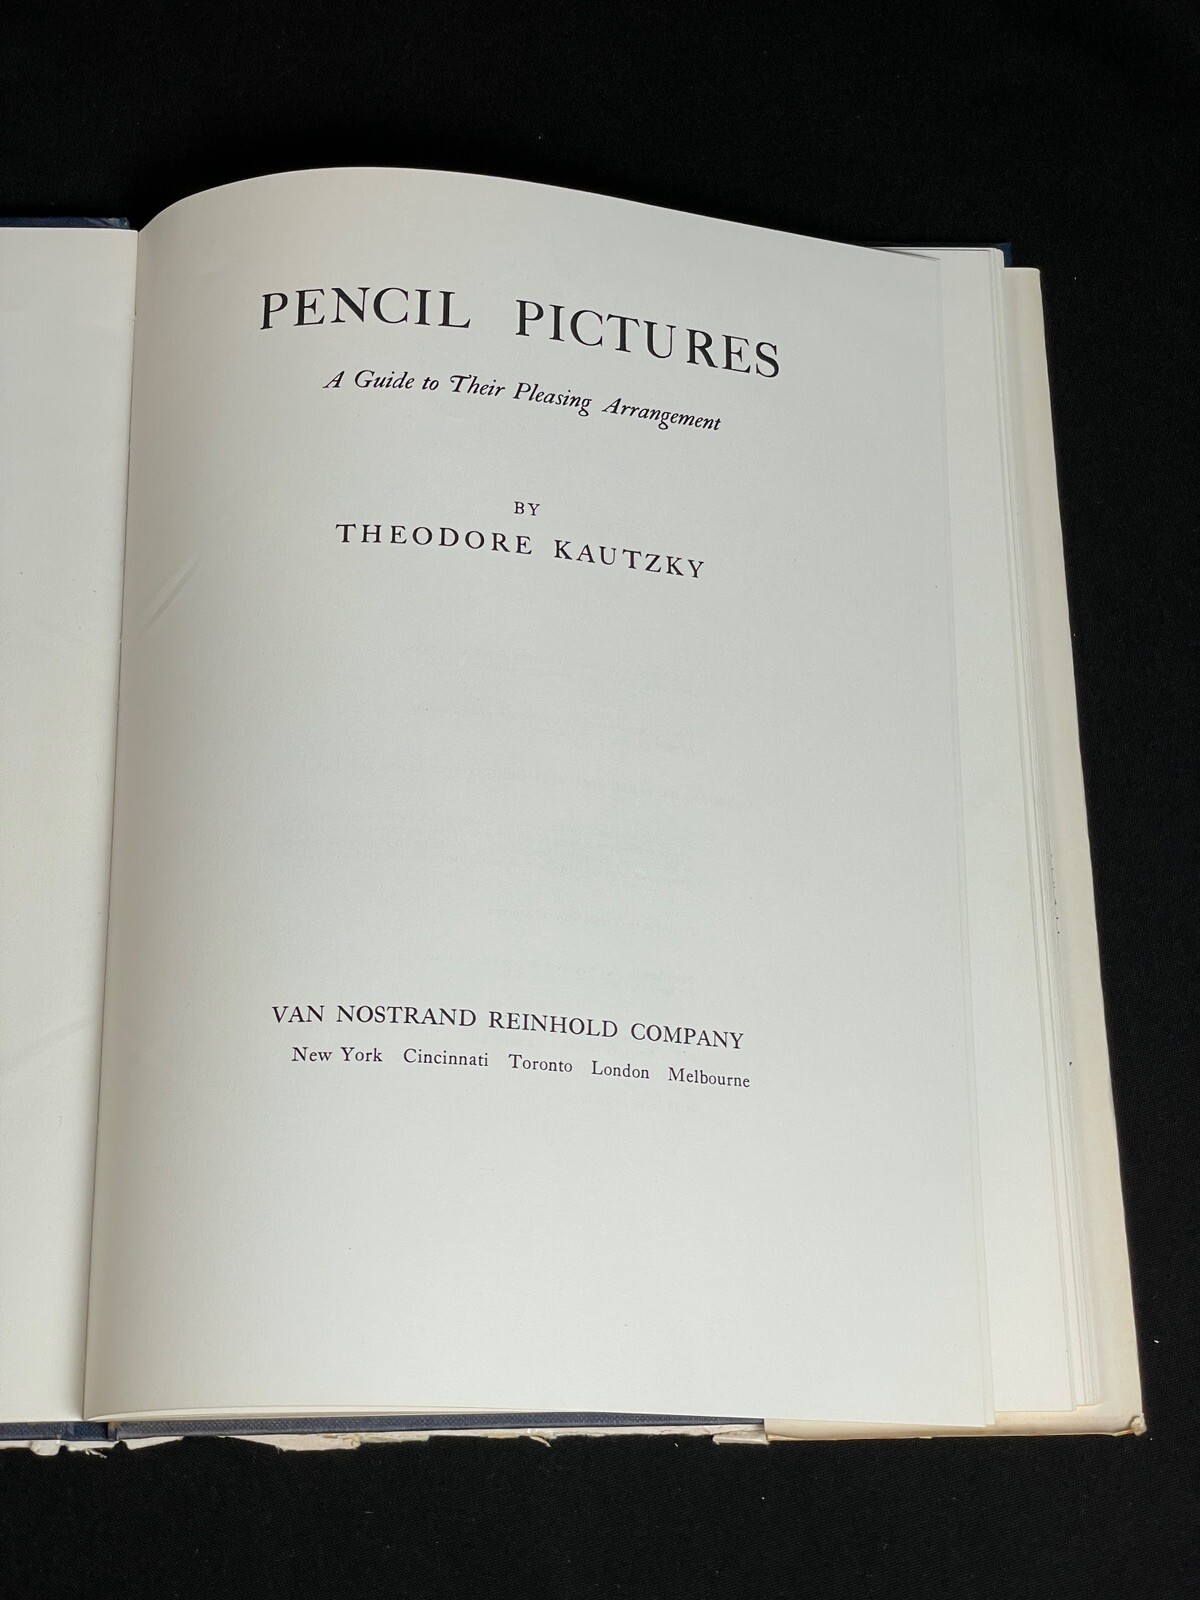 PENCIL PICTURES
A Guide to Their Pleasing Arrangement
BY
THEODORE KAUTZKY
VAN NOSTRAND REINHOLD COMPANY
New York Cincinnati Toronto London Melbourne